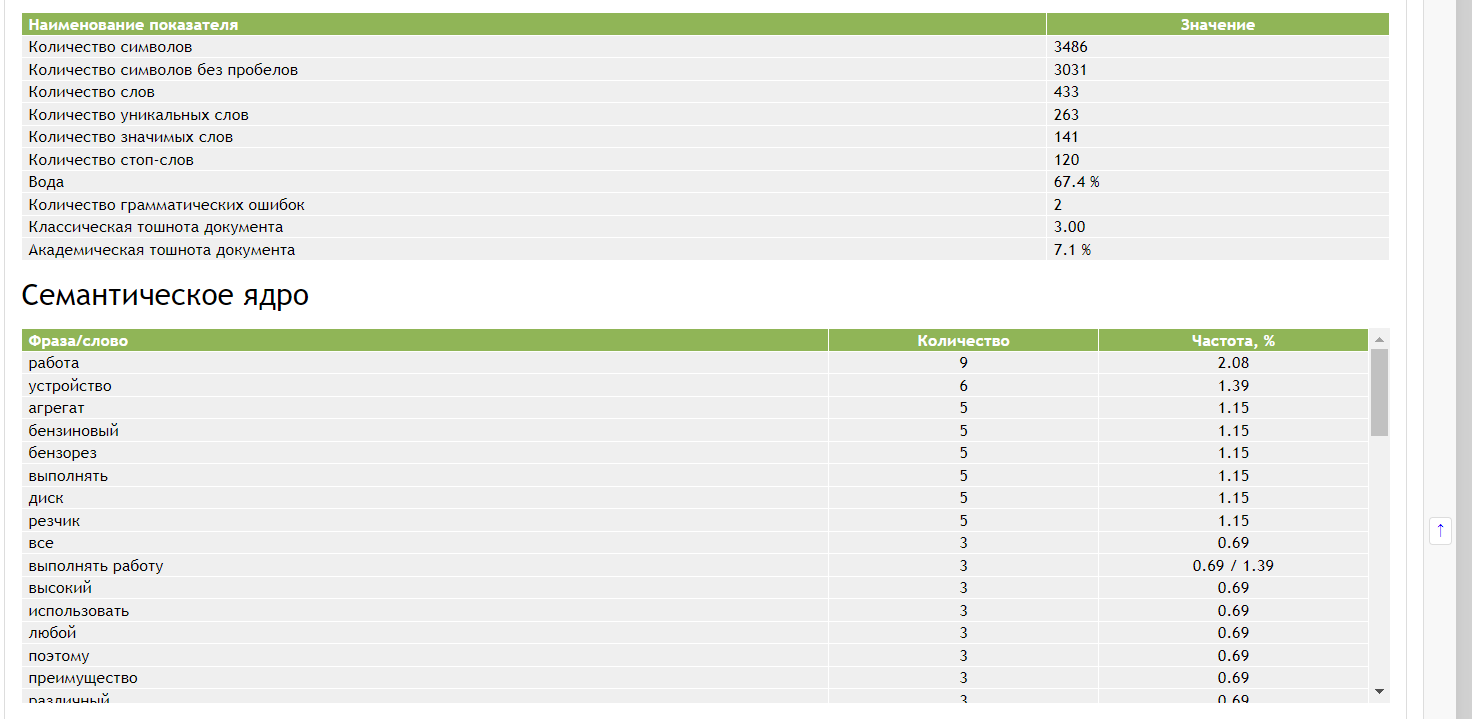 Наименование показателя Значение
Количество символов 3486
Количество символов без пробелов 3031
Количество слов 433
Количество уникальных слов 263
Количество значимых слов 141
Количество стоп-слов 120
Вода 67.4 %
Количество грамматических ошибок 2
Классическая тошнота документа 3.00
Академическая тошнота документа 7.1 %
Семантическое ядро
Фраза/слово Количество Частота, %
работа 9 2.08
устройство 6 1.39
агрегат 5 1.15
бензиновый 5 1.15
бензорез 5 1.15
выполнять 5 1.15
диск 5 1.15
резчик 5 1.15
все 3 0.69
выполнять работу 3 0.69 / 1.39
высокий 3 0.69
использовать 3 0.69
любой 3 0.69
поэтому 3 0.69
преимущество 3 0.69
различный 3 0.69